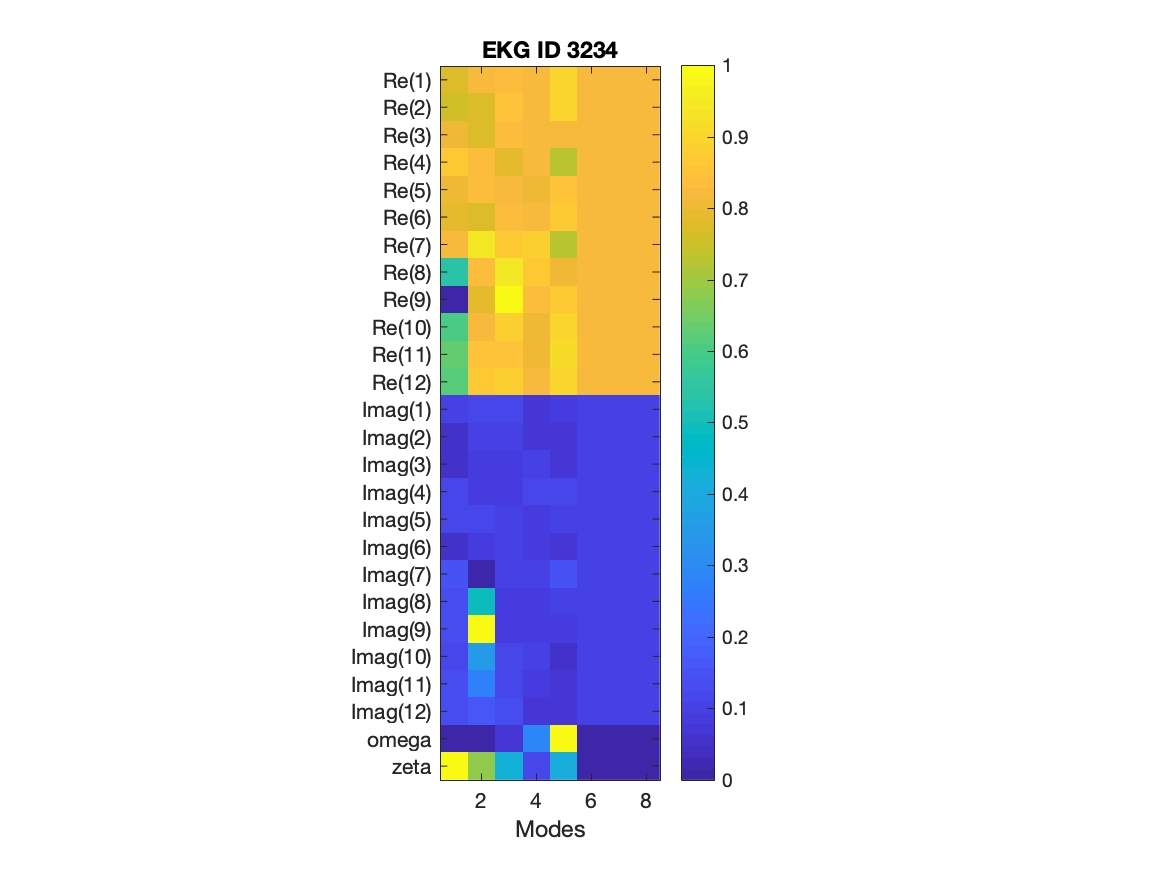 EKG ID 3234
Re(1)
Re(2)
Re(3)
Re(4)
Re(5)
Re(6)
Re(7)
Re(8)
Re(9)
Re(10)
Re(11)
Re(12)
Imag(1)
Imag(2)
Imag(3)
Imag(4)
Imag(5)
Imag(6)
Imag(7)
Imag(8)
Imag(9)
Imag(10)
Imag(11)
Imag(12)
omega
zeta
2 4 6 8
Modes
1
0.9
0.8
0.7
0.6
0.5
0.4
0.3
0.2
0.1
0